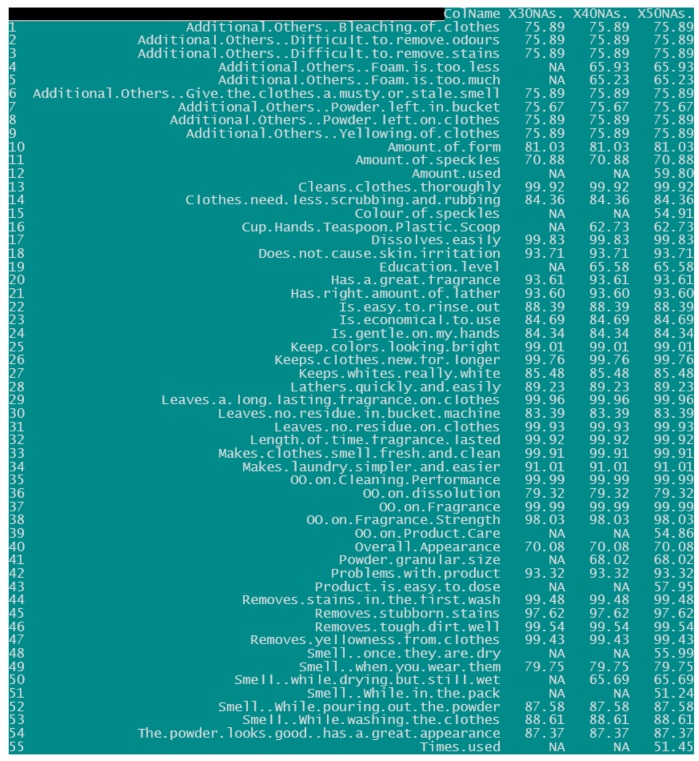 ColName X30NAs. X40NAs. X50NAs.
1 Additional.Others..Bleaching.of.clothes 75.89 75.89 75.89
2 Additional.Others..Difficult.to.remove.odours 75.89 75.89 75.89
3 Additional.Others..Difficult.to.remove.stains 75.89 75.89 75.89
4 Additional.Others..Foam.is.too.less NA 65.93 65.93
5 Additional.Others..Foam.is.too.much NA 65.23 65.23
6 Additional.Others..Give.the.clothes.a.musty.or.stale.smell 75.89 75.89 75.89
7 Additional.Others..Powder.left.in.bucket 75.67 75.67 75.67
8 Additional.Others..Powder.left.on.clothes 75.89 75.89 75.89
9 Additional.Others..Yellowing.of.clothes 75.89 75.89 75.89
10 Amount.of.form 81.03 81.03 81.03
11 Amount.of.speckles 70.88 70.88 70.88
12 Amount.used NA NA 59.80
13 Cleans.clothes.thoroughly 99.92 99.92 99.92
14 Clothes.need.less.scrubbing.and.rubbing 84.36 84.36 84.36
15 Colour.of.speckles NA NA 54.91
16 Cup.Hands.Teaspoon.Plastic.Scoop NA 62.73 62.73
17 Dissolves.easily 99.83 99.83 99.83
18 Does.not.cause.skin.irritation 93.71 93.71 93.71
19 Education.level NA 65.58 65.58
20 Has.a.great.fragrance 93.61 93.61 93.61
21 Has.right.amount.of.lather 93.60 93.60 93.60
22 Is.easy.to.rinse.out 88.39 88.39 88.39
23 Is.economical.to.use 84.69 84.69 84.69
24 Is.gentle.on.my.hands 84.34 84.34 84.34
25 Keep.colors.looking.bright 99.01 99.01 99.01
26 Keeps.clothes.new.for.longer 99.76 99.76 99.76
27 Keeps.whites.really.white 85.48 85.48 85.48
28 Lathers.quickly.and.easily 89.23 89.23 89.23
29 Leaves.a.long.lasting.fragrance.on.clothes 99.96 99.96 99.96
30 Leaves.no.residue.in.bucket.machine 83.39 83.39 83.39
31 Leaves.no.residue.on.clothes 99.93 99.93 99.93
32 Length.of.time.fragrance.lasted 99.92 99.92 99.92
33 Makes.clothes.smell.fresh.and.clean 99.91 99.91 99.91
34 Makes.laundry.simpler.and.easier 91.01 91.01 91.01
35 OO.on.Cleaning.Performance 99.99 99.99 99.99
36 OO.on.dissolution 79.32 79.32 79.32
37 OO.on.Fragrance 99.99 99.99 99.99
38 OO.on.Fragrance.Strength 98.03 98.03 98.03
39 OO.on.Product.Care NA NA 54.86
40 Overall.Appearance 70.08 70.08 70.08
41 Powder.granular.size NA 68.02 68.02
42 Problems.with.product 93.32 93.32 93.32
43 Product.is.easy.to.dose NA NA 57.95
44 Removes.stains.in.the.first.wash 99.48 99.48 99.48
45 Removes.stubborn.stains 97.62 97.62 97.62
46 Removes.tough.dirt.well 99.54 99.54 99.54
47 Removes.yellowness.from.clothes 99.43 99.43 99.43
48 Smell..once.they.are.dry NA NA 55.99
49 Smell..when.you.wear.them 79.75 79.75 79.75
50 Smell..while.drying.but.still.wet NA 65.69 65.69
51 Smell..While.in.the.pack NA NA 51.24
52 Smell..While.pouring.out.the.powder 87.58 87.58 87.58
53 Smell..While.washing.the.clothes 88.61 88.61 88.61
54 The.powder.looks.good..has.a.great.appearance 87.37 87.37 87.37
55 Times.used NA NA 51.45